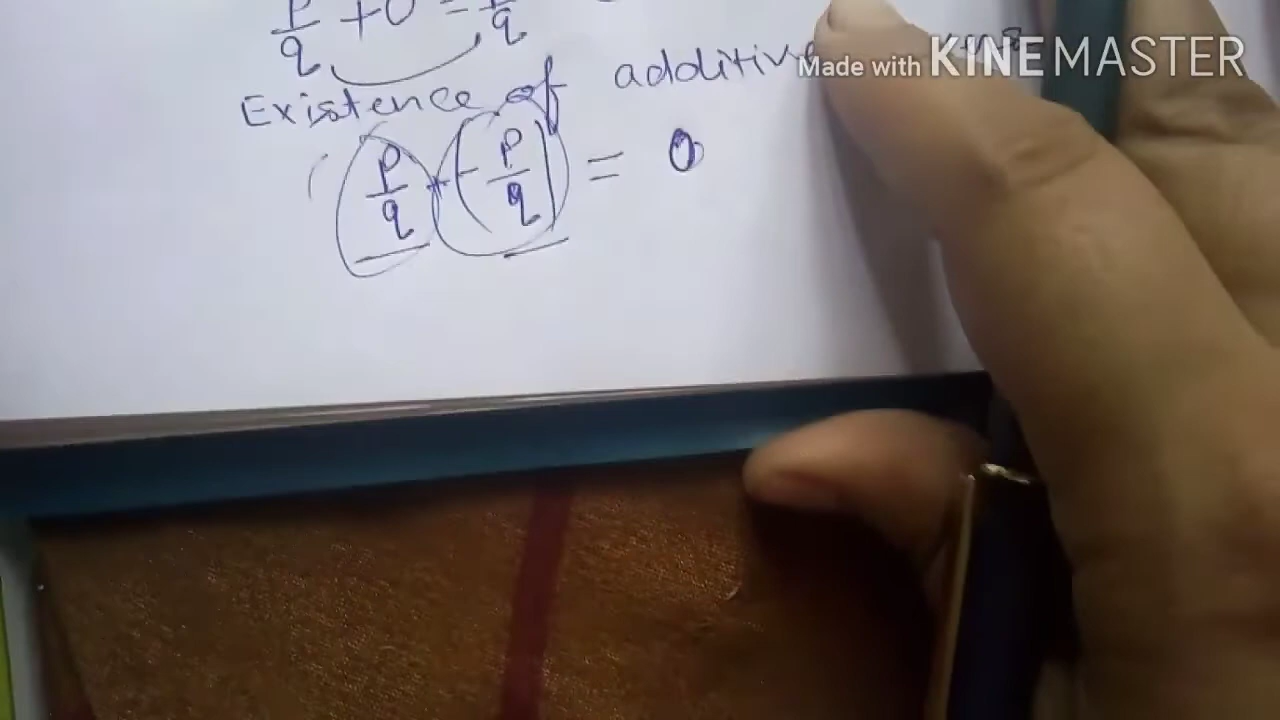 p/q + 0 = p/q
Made with KINEMASTER
Existence of additive
p/q + (-p/q) = 0